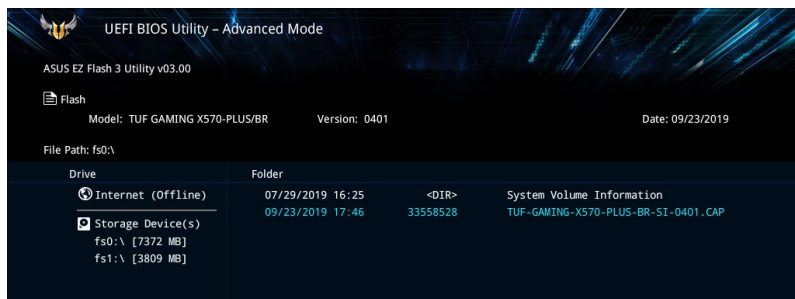 UEFI BIOS Utility – Advanced Mode
ASUS EZ Flash 3 Utility v03.00
Flash
Model: TUF GAMING X570-PLUS/BR Version: 0401 Date: 09/23/2019
File Path: fs0:\
Drive Folder
Internet (Offline) 07/29/2019 16:25 <DIR> System Volume Information
09/23/2019 17:46 33558528 TUF-GAMING-X570-PLUS-BR-SI-0401.CAP
Storage Device(s)
fs0:\ [7372 MB]
fs1:\ [3809 MB]